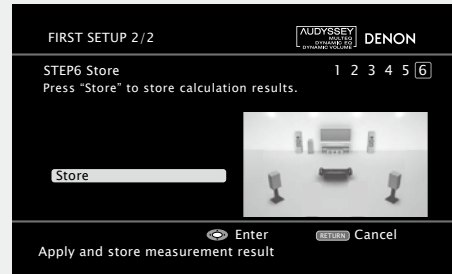 FIRST SETUP 2/2
AUDYSSEY
MULTEQ
DYNAMIC EQ
DYNAMIC VOLUME
DENON
STEP6 Store
1 2 3 4 5 6
Press “Store” to store calculation results.
Store
Enter
RETURN Cancel
Apply and store measurement result